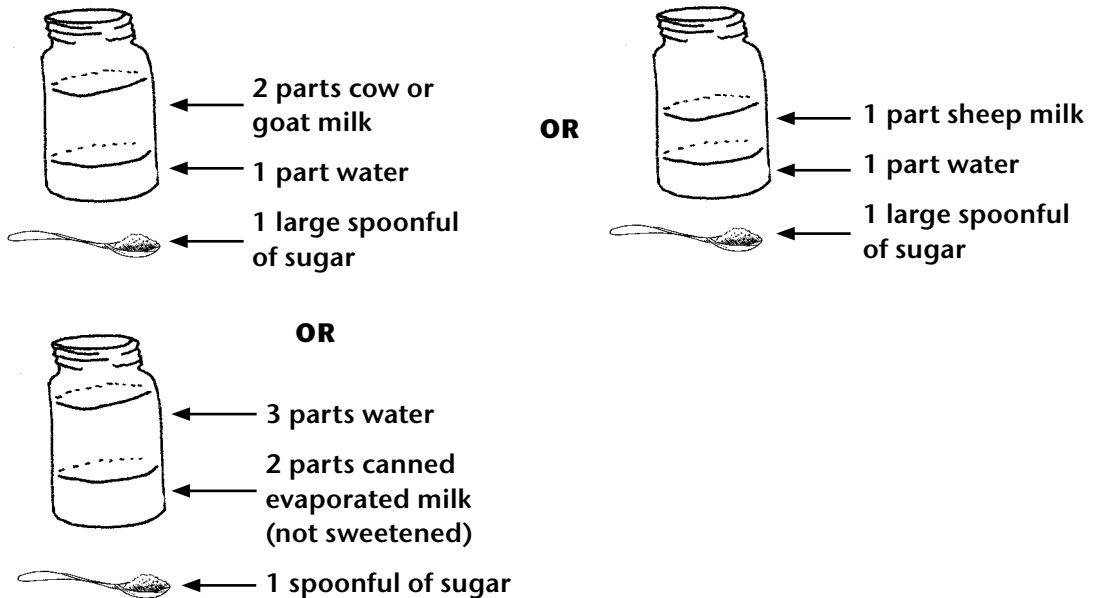 2 parts cow or
goat milk
1 part water
1 large spoonful
of sugar
OR
1 part sheep milk
1 part water
1 large spoonful
of sugar
OR
3 parts water
2 parts canned
evaporated milk
(not sweetened)
1 spoonful of sugar